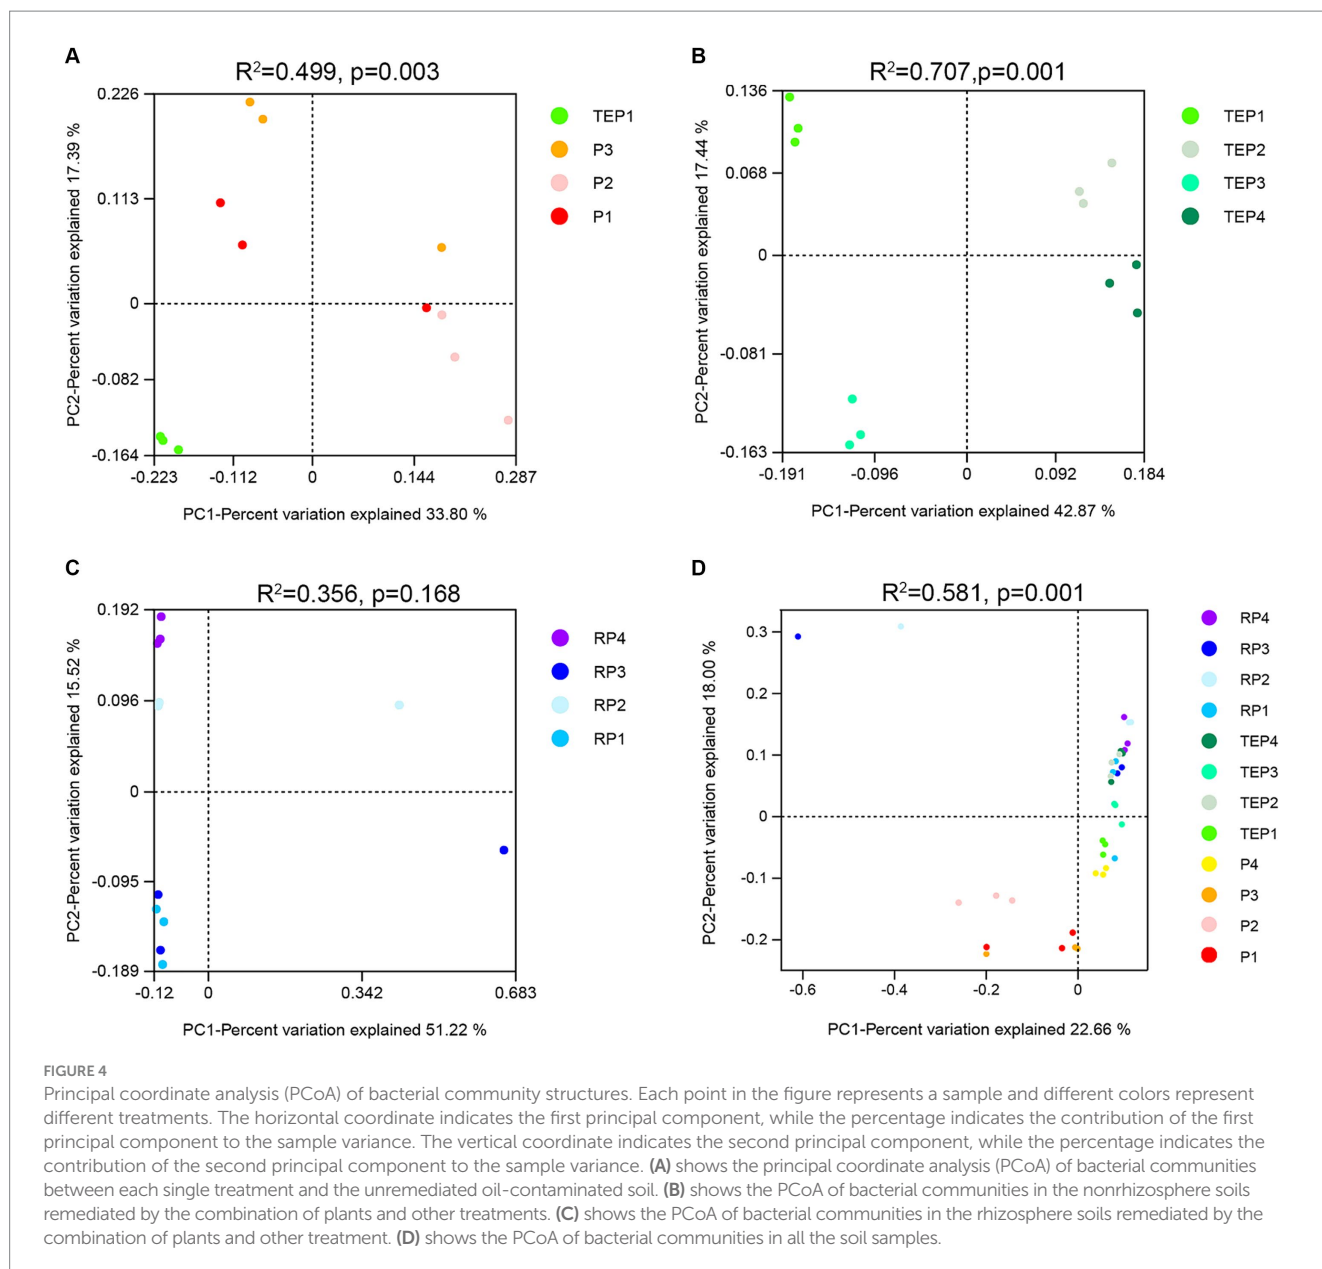 A
R²=0.499, p=0.003
0.226
0.113
0
-0.082
-0.164
-0.223
-0.112
0
0.144
0.287
PC2-Percent variation explained 17.39 %
PC1-Percent variation explained 33.80 %
TEP1
P3
P2
P1
B
R²=0.707,p=0.001
0.136
0.068
0
-0.081
-0.163
-0.191
-0.096
0
0.092
0.184
PC2-Percent variation explained 17.44 %
PC1-Percent variation explained 42.87 %
TEP1
TEP2
TEP3
TEP4
C
R²=0.356, p=0.168
0.192
0.096
0
-0.095
-0.189
-0.12
0
0.342
0.683
PC2-Percent variation explained 15.52 %
PC1-Percent variation explained 51.22 %
RP4
RP3
RP2
RP1
D
R²=0.581, p=0.001
0.3
0.2
0.1
0
-0.1
-0.2
-0.6
-0.4
-0.2
0
PC2-Percent variation explained 18.00 %
PC1-Percent variation explained 22.66 %
RP4
RP3
RP2
RP1
TEP4
TEP3
TEP2
TEP1
P4
P3
P2
P1
FIGURE 4
Principal coordinate analysis (PCoA) of bacterial community structures. Each point in the figure represents a sample and different colors represent
different treatments. The horizontal coordinate indicates the first principal component, while the percentage indicates the contribution of the first
principal component to the sample variance. The vertical coordinate indicates the second principal component, while the percentage indicates the
contribution of the second principal component to the sample variance. (A) shows the principal coordinate analysis (PCoA) of bacterial communities
between each single treatment and the unremediated oil-contaminated soil. (B) shows the PCoA of bacterial communities in the nonrhizosphere soils
remediated by the combination of plants and other treatments. (C) shows the PCoA of bacterial communities in the rhizosphere soils remediated by the
combination of plants and other treatment. (D) shows the PCoA of bacterial communities in all the soil samples.